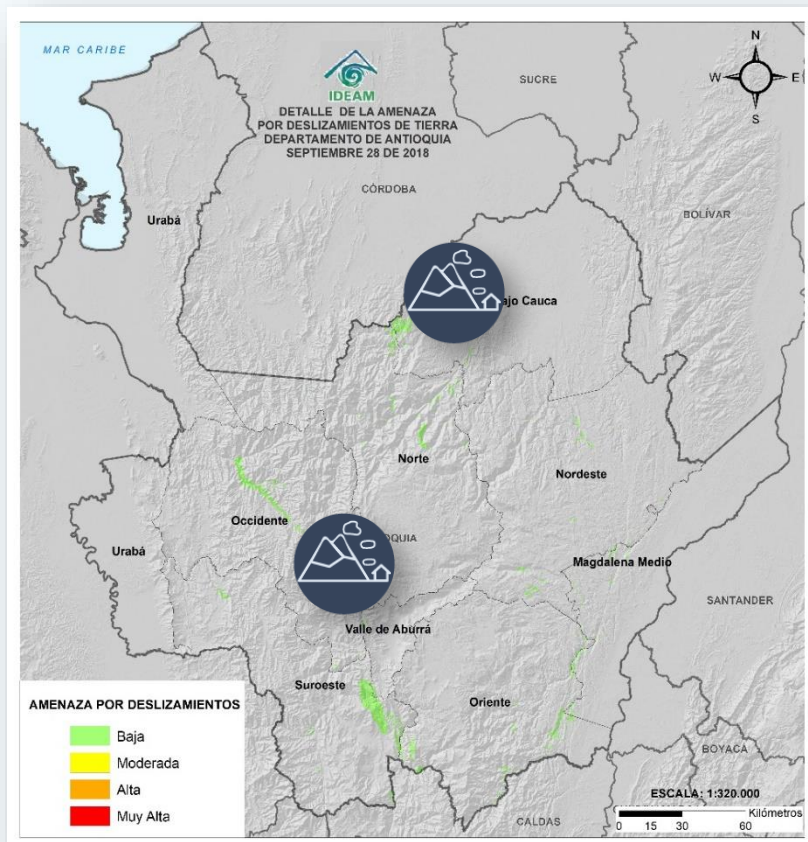 MAR CARIBE
N
W E
S
IDEAM
DETALLE DE LA AMENAZA
POR DESLIZAMIENTOS DE TIERRA
DEPARTAMENTO DE ANTIOQUIA
SEPTIEMBRE 28 DE 2018
SUCRE
CÓRDOBA
BOLÍVAR
Urabá
ajo Cauca
Norte
Nordeste
Occidente
OQUIA
Urabá
Magdalena Medio
SANTANDER
Valle de Aburrá
Suroeste
Oriente
BOYACA
CALDAS
AMENAZA POR DESLIZAMIENTOS
Baja
Moderada
Alta
Muy Alta
ESCALA: 1:320.000
Kilómetros
0 15 30 60